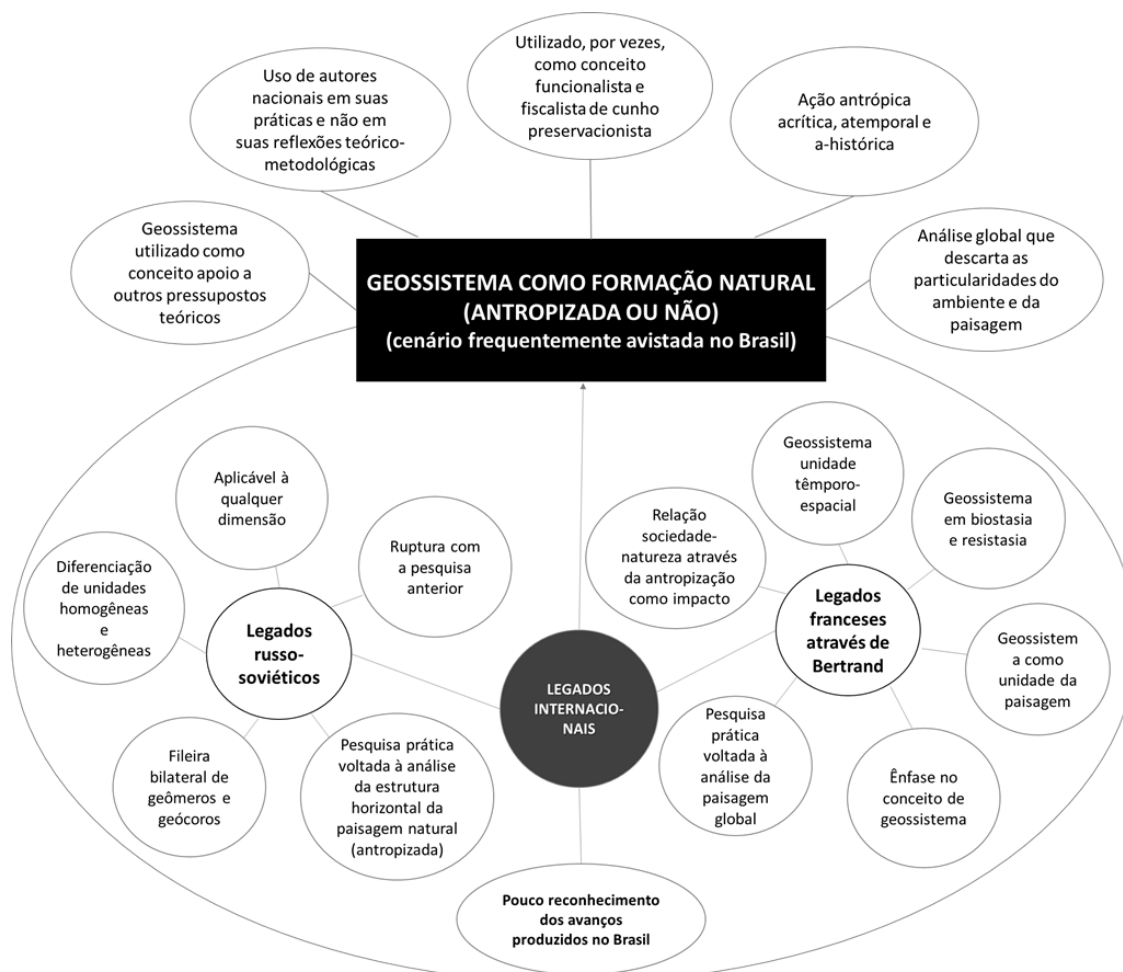 Utilizado, por vezes,
como conceito
funcionalista e
fiscalista de cunho
preservacionista
Uso de autores
nacionais em suas
práticas e não em
suas reflexões teórico-
metodológicas
Ação antrópica
acrítica, atemporal e
a-histórica
Geossistema
utilizado como
conceito apoio a
outros pressupostos
teóricos
GEOSSISTEMA COMO FORMAÇÃO NATURAL
(ANTROPIZADA OU NÃO)
(cenário frequentemente avistada no Brasil)
Análise global que
descarta as
particularidades do
ambiente e da
paisagem
Aplicável à
qualquer
dimensão
Ruptura com
a pesquisa
anterior
Diferenciação
de unidades
homogêneas
e
heterogêneas
Legados
russo-
soviéticos
Fileira
bilateral de
geômeros e
geócoros
Pesquisa prática
voltada à análise
da estrutura
horizontal da
paisagem natural
(antropizada)
LEGADOS
INTERNACIO-
NAIS
Geossistema
unidade
têmporo-
espacial
Relação
sociedade-
natureza através
da antropização
como impacto
Geossistema
em biostasia
e resistasia
Legados
franceses
através de
Bertrand
Geossistem
a como
unidade da
paisagem
Pesquisa
prática
voltada à
análise da
paisagem
global
Ênfase no
conceito de
geossistema
Pouco reconhecimento
dos avanços
produzidos no Brasil